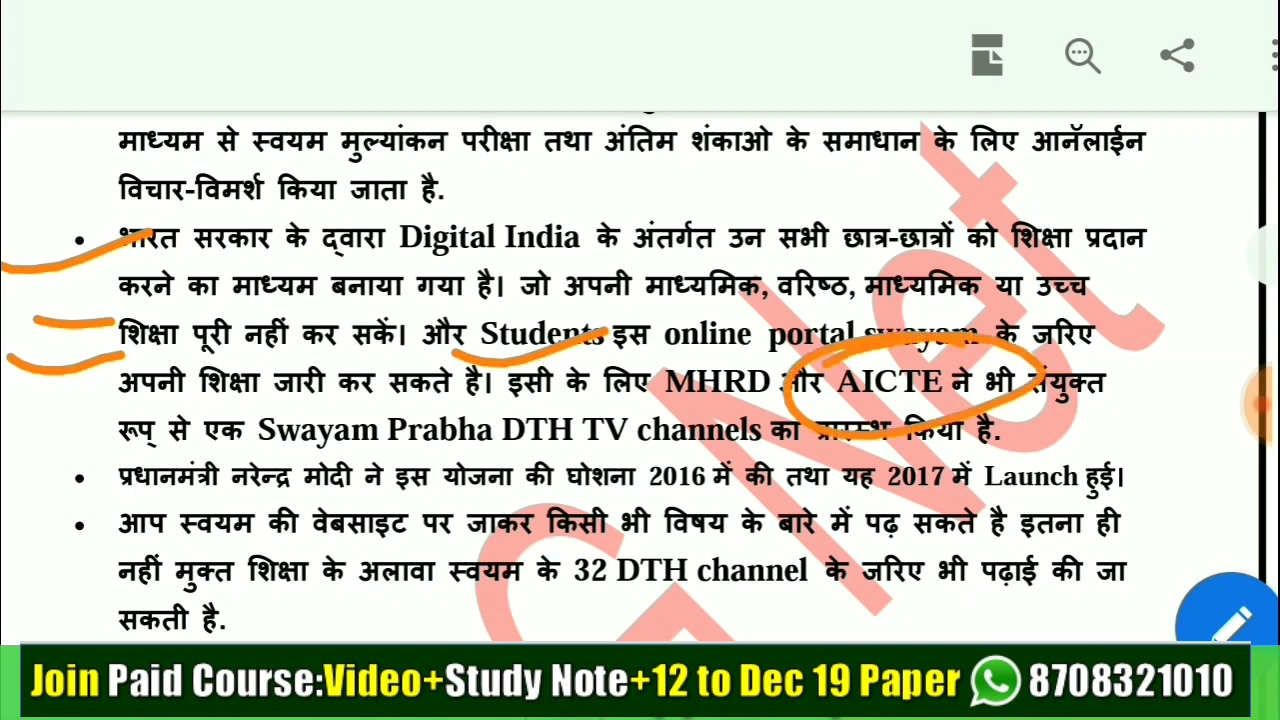 माध्यम से स्वयम मुल्यांकन परीक्षा तथा अंतिम शंकाओ के समाधान के लिए आनॅलाईन
विचार-विमर्श किया जाता है.
• भारत सरकार के द्वारा Digital India के अंतर्गत उन सभी छात्र-छात्रों को शिक्षा प्रदान
करने का माध्यम बनाया गया है। जो अपनी माध्यमिक, वरिष्ठ, माध्यमिक या उच्च
शिक्षा पूरी नहीं कर सकें। और Students इस online portal swayam के जरिए
अपनी शिक्षा जारी कर सकते है। इसी के लिए MHRD और AICTE ने भी संयुक्त
रूप् से एक Swayam Prabha DTH TV channels का प्रारम्भ किया है.
• प्रधानमंत्री नरेन्द्र मोदी ने इस योजना की घोशना 2016 में की तथा यह 2017 में Launch हुई।
• आप स्वयम की वेबसाइट पर जाकर किसी भी विषय के बारे में पढ़ सकते है इतना ही
नहीं मुक्त शिक्षा के अलावा स्वयम के 32 DTH channel के जरिए भी पढ़ाई की जा
सकती है.
G Net
Join Paid Course:Video+Study Note+12 to Dec 19 Paper 8708321010